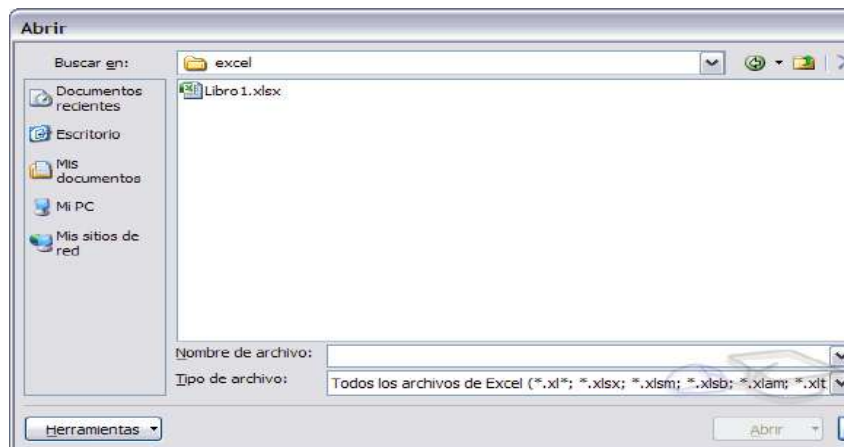 Abrir
Buscar en:
excel
Documentos
recientes
Escritorio
Mis
documentos
Mi PC
Mis sitios de
red
Libro1.xlsx
Nombre de archivo:
Tipo de archivo:
Todos los archivos de Excel (*.xl*; *.xlsx; *.xlsm; *.xlsb; *.xlam; *.xlt
Herramientas
Abrir